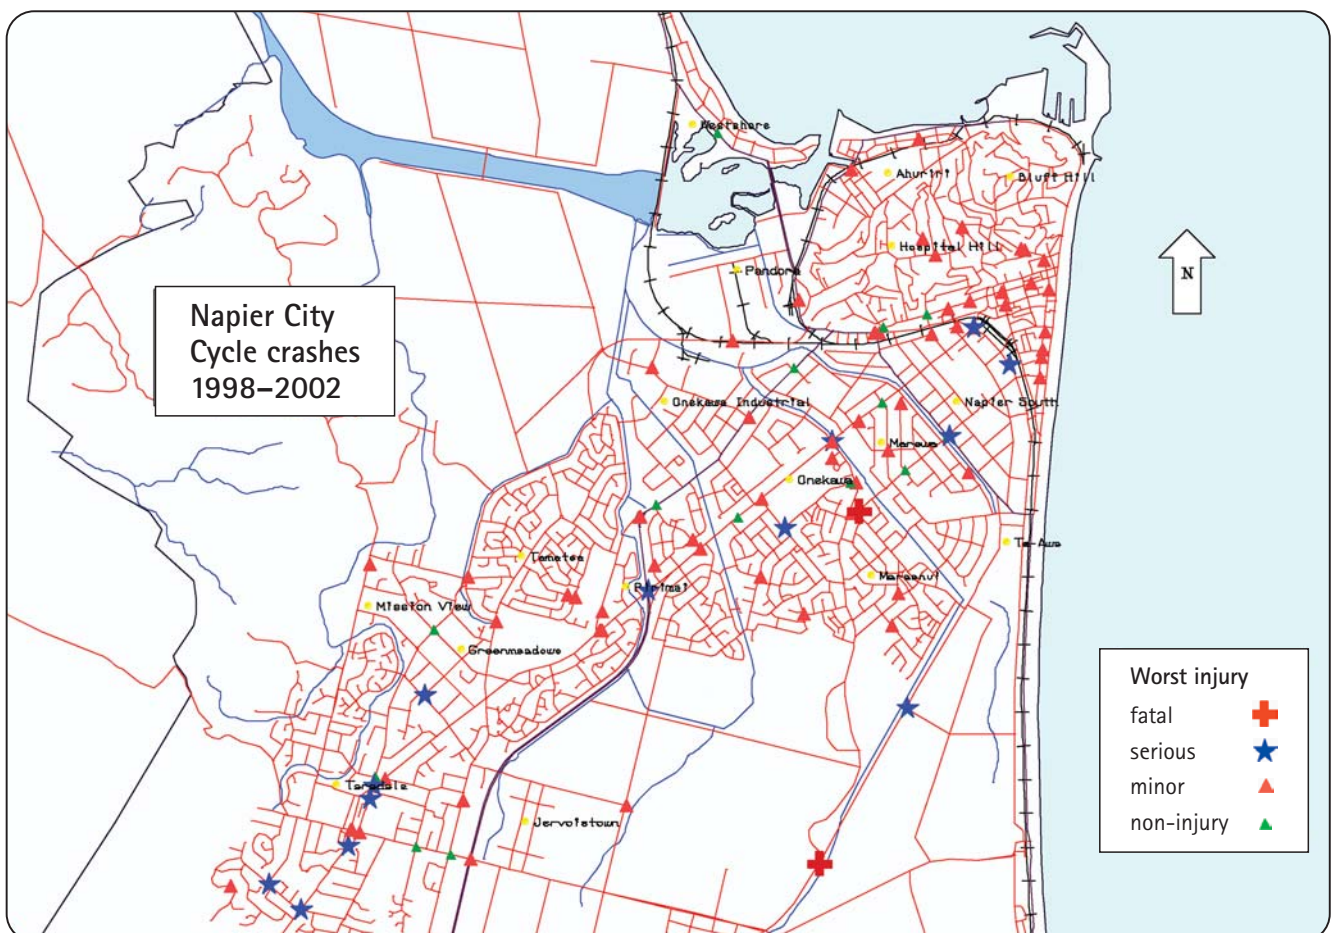 Westshore
Ahuriri
Bluff Hill
Hospital Hill
Pandora
N
Napier City
Cycle crashes
1998–2002
Onekawa Industrial
Napier South
Marewa
Onekawa
Te-Awa
Tamatea
Maraenui
Pirimai
Mission View
Greenmeadows
Taradale
Jervoistown
Worst injury
fatal
serious
minor
non-injury